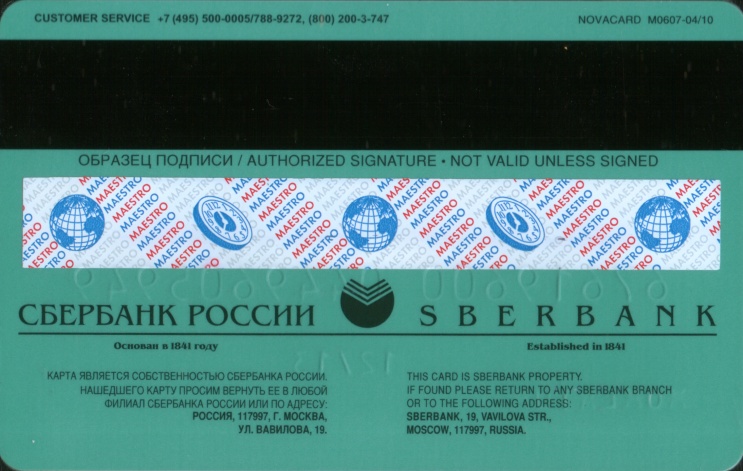 CUSTOMER SERVICE +7 (495) 500-0005/788-9272, (800) 200-3-747
NOVACARD M0607-04/10
ОБРАЗЕЦ ПОДПИСИ / AUTHORIZED SIGNATURE • NOT VALID UNLESS SIGNED
MAESTRO MAESTRO MAESTRO
СБЕРБАНК РОССИИ
SBERBANK
Основан в 1841 году
Established in 1841
12/13
КАРТА ЯВЛЯЕТСЯ СОБСТВЕННОСТЬЮ СБЕРБАНКА РОССИИ.
НАШЕДШЕГО КАРТУ ПРОСИМ ВЕРНУТЬ ЕЕ В ЛЮБОЙ
ФИЛИАЛ СБЕРБАНКА РОССИИ ИЛИ ПО АДРЕСУ:
РОССИЯ, 117997, Г. МОСКВА,
УЛ. ВАВИЛОВА, 19.
THIS CARD IS SBERBANK PROPERTY.
IF FOUND PLEASE RETURN TO ANY SBERBANK BRANCH
OR TO THE FOLLOWING ADDRESS:
SBERBANK, 19, VAVILOVA STR.,
MOSCOW, 117997, RUSSIA.